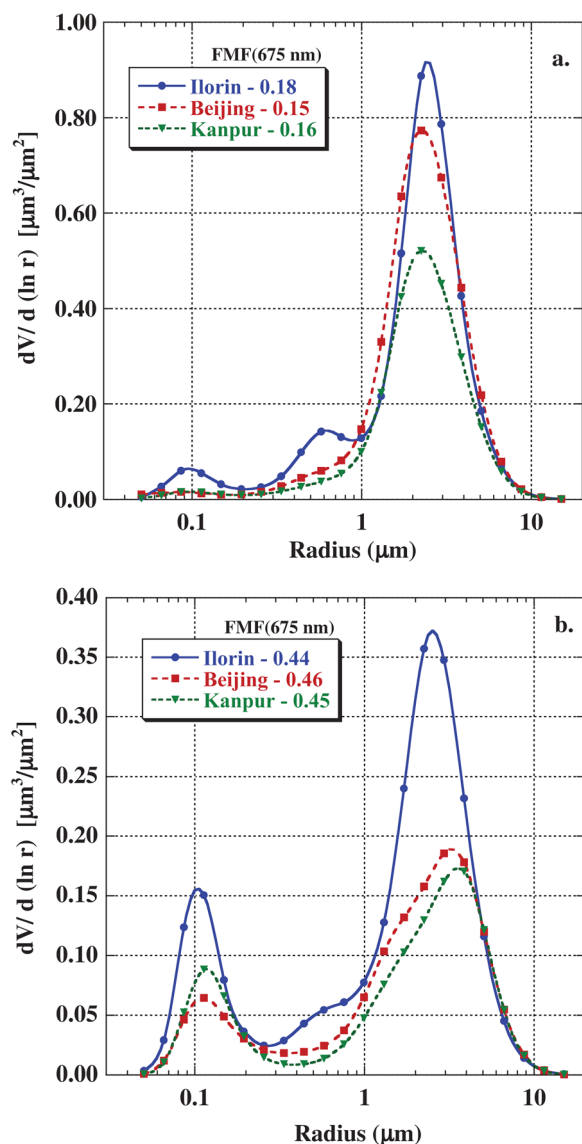 1.00
0.80
0.60
0.40
0.20
0.00
dV/ d (ln r)  [μm³/μm²]
a.
FMF(675 nm)
Ilorin - 0.18
Beijing - 0.15
Kanpur - 0.16
0.1 1 10
Radius (μm)
0.40
0.35
0.30
0.25
0.20
0.15
0.10
0.05
0.00
dV/ d (ln r)  [μm³/μm²]
b.
FMF(675 nm)
Ilorin - 0.44
Beijing - 0.46
Kanpur - 0.45
0.1 1 10
Radius (μm)